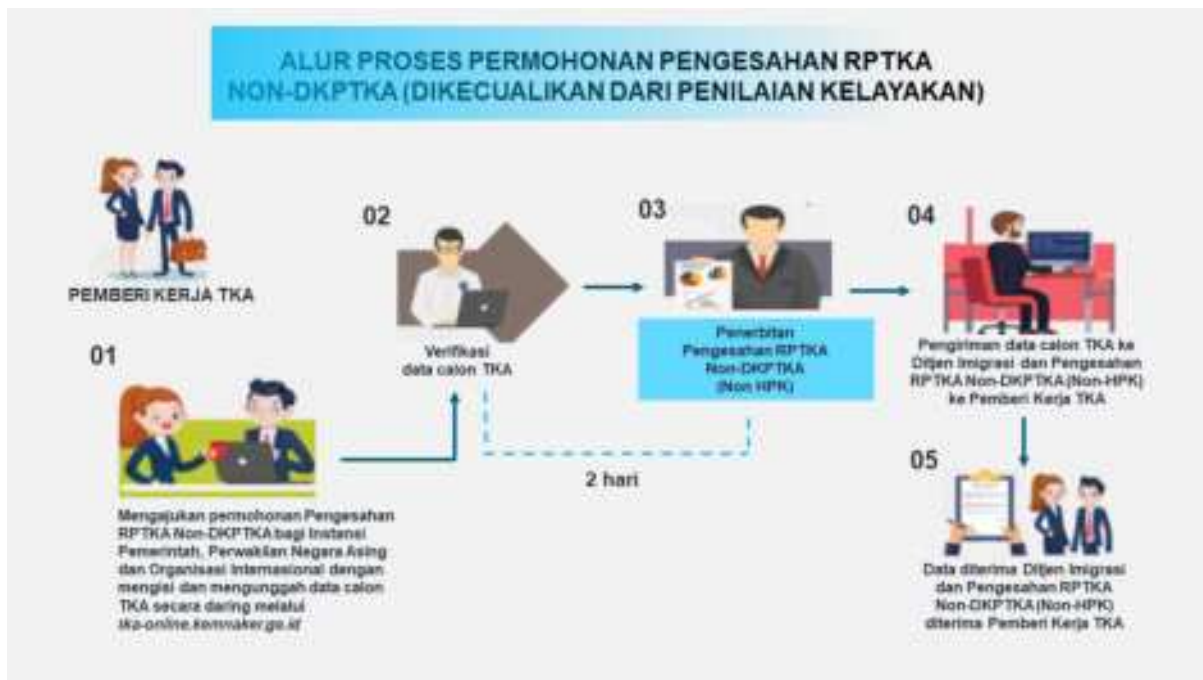 ALUR PROSES PERMOHONAN PENGESAHAN RPTKA
NON-DKPTKA (DIKECUALIKAN DARI PENILAIAN KELAYAKAN)
PEMBERI KERJA TKA
01
Mengajukan permohonan Pengesahan
RPTKA Non-DKPTKA bagi Instansi
Pemerintah, Perwakilan Negara Asing
dan Organisasi Internasional dengan
mengisi dan mengunggah data calon
TKA secara daring melalui
tka-online.kemnaker.go.id
02
Verifikasi
data calon TKA
03
Penerbitan
Pengesahan RPTKA
Non-DKPTKA
(Non HPK)
2 hari
04
Pengiriman data calon TKA ke
Ditjen Imigrasi dan Pengesahan
RPTKA Non-DKPTKA (Non-HPK)
ke Pemberi Kerja TKA
05
Data diterima Ditjen Imigrasi
dan Pengesahan RPTKA
Non-DKPTKA (Non-HPK)
diterima Pemberi Kerja TKA